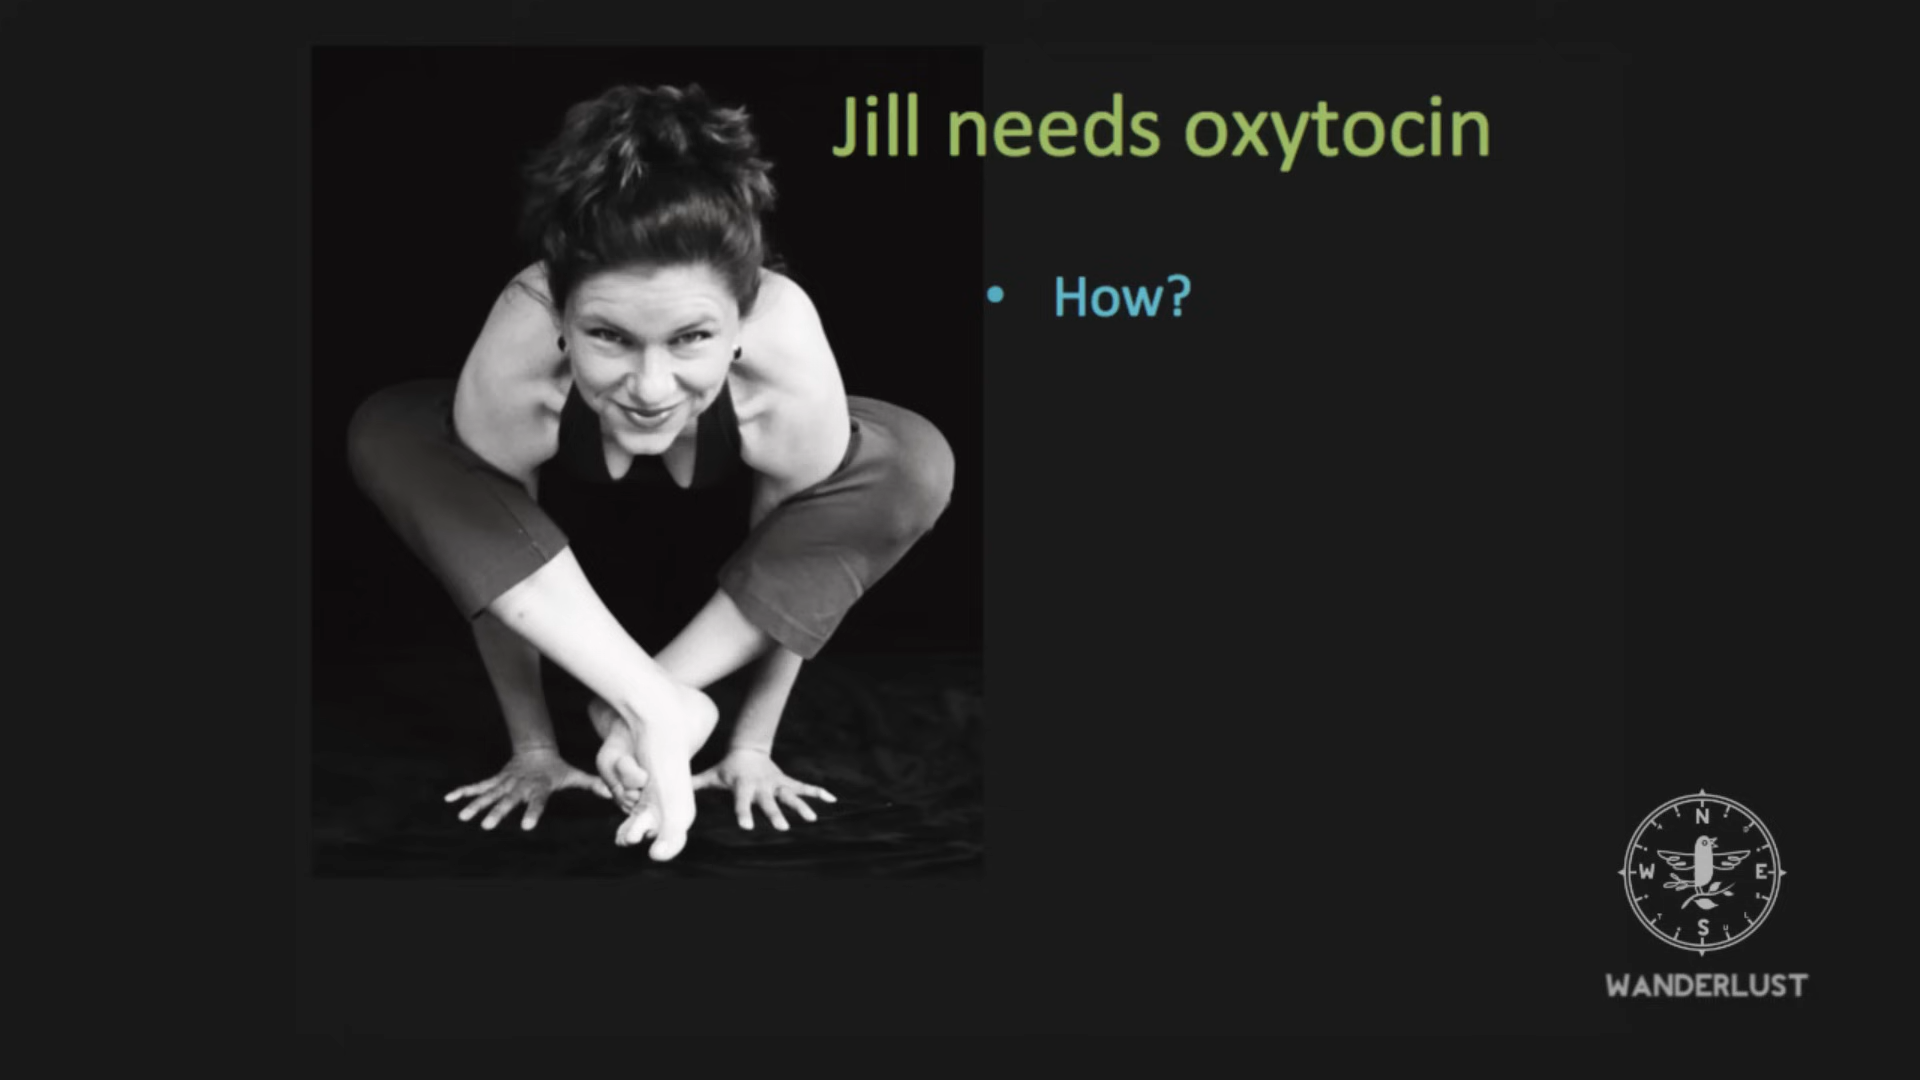 Jill needs oxytocin
• How?
N
W E
S
WANDERLUST